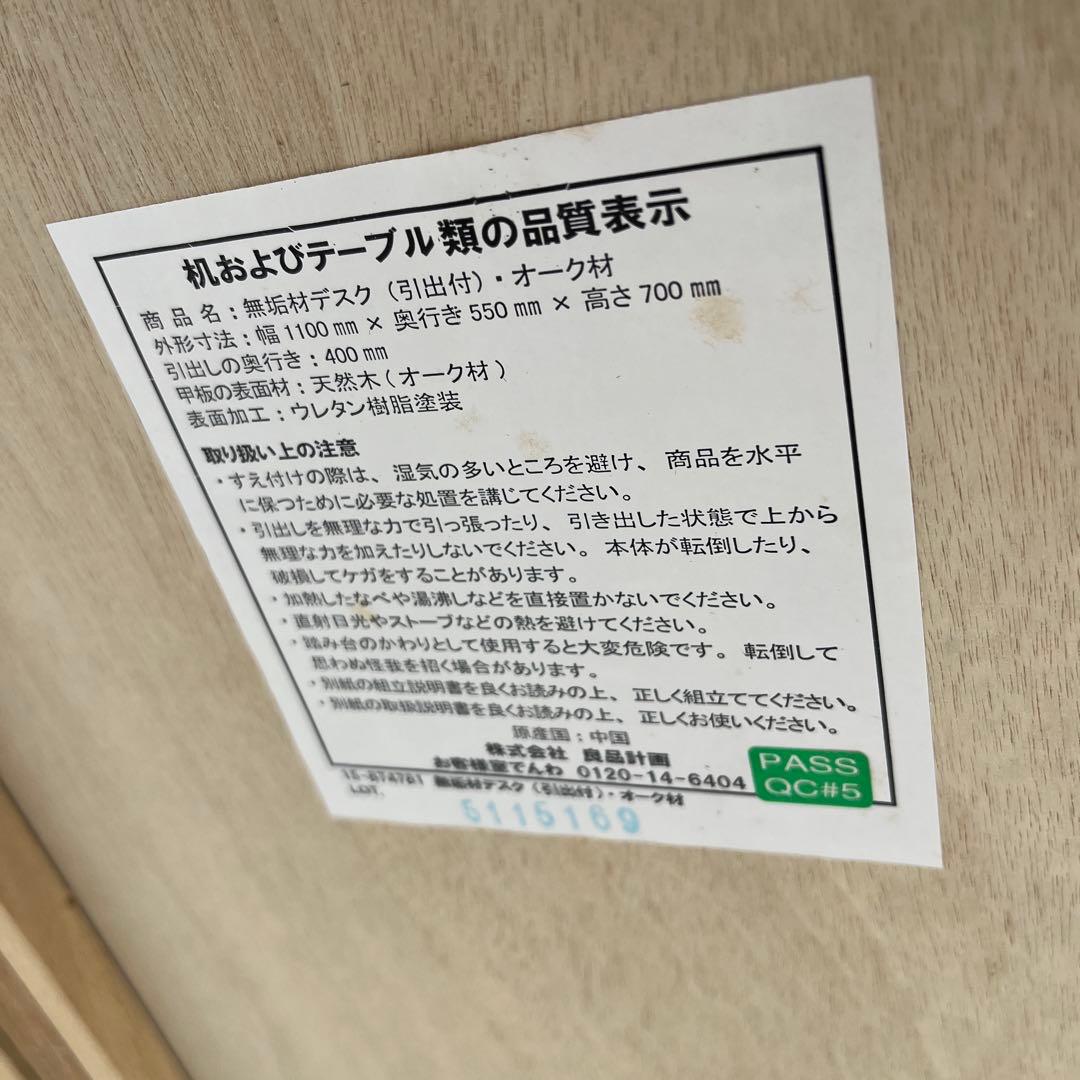 机およびテーブル類の品質表示
商品名：無垢材デスク（引出付）・オーク材
外形寸法：幅1100㎜×奥行き550㎜×高さ700㎜
引出しの奥行き：400㎜
甲板の表面材：天然木(オーク材)
表面加工：ウレタン樹脂塗装
取り扱い上の注意
・すえ付けの際は、湿気の多いところを避け、商品を水平
に保つために必要な処置を講じてください。
・引出しを無理な力で引っ張ったり、引き出した状態で上から
無理な力を加えたりしないでください。本体が転倒したり、
破損してケガをすることがあります。
・加熱したなべや湯沸しなどを直接置かないでください。
・直射日光やストーブなどの熱を避けてください。
・踏み台のかわりとして使用すると大変危険です。転倒して
思わぬ怪我を招く場合があります。
・別紙の組立説明書を良くお読みの上、正しく組立ててください。
・別紙の取扱説明書を良くお読みの上、正しくお使いください。
原産国：中国
株式会社 良品計画
お客様室でんわ 0120-14-6404
PASS
QC#5
無垢材デスク（引出付）・オーク材
LOT.
5115169